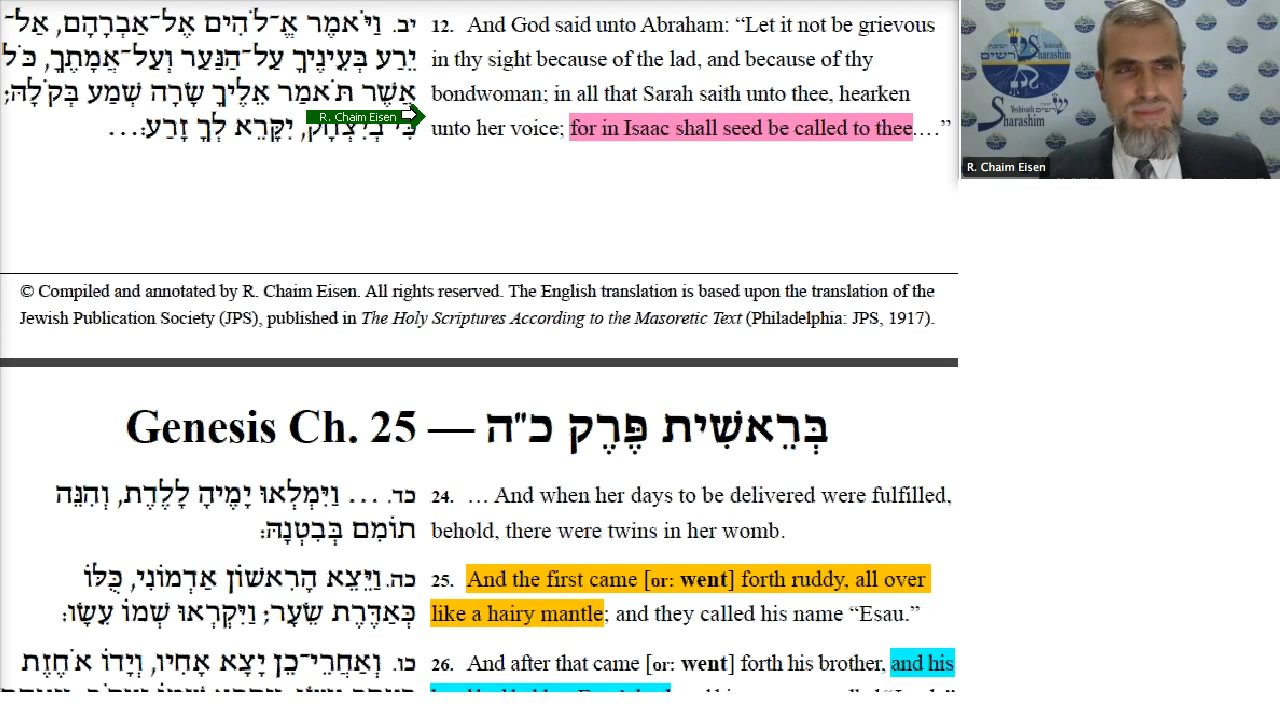 יב. וַיֹּאמֶר אֱ־לֹהִים אֶל־אַבְרָהָם, אַל־
יֵרַע בְּעֵינֶיךָ עַל־הַנַּעַר וְעַל־אֲמָתֶךָ, כֹּל
אֲשֶׁר תֹּאמַר אֵלֶיךָ שָׂרָה שְׁמַע בְּקֹלָהּ;
כִּי בְיִצְחָק, יִקָּרֵא לְךָ זָרַע:...
R. Chaim Eisen
12. And God said unto Abraham: “Let it not be grievous
in thy sight because of the lad, and because of thy
bondwoman; in all that Sarah saith unto thee, hearken
unto her voice; for in Isaac shall seed be called to thee….”
© Compiled and annotated by R. Chaim Eisen. All rights reserved. The English translation is based upon the translation of the
Jewish Publication Society (JPS), published in The Holy Scriptures According to the Masoretic Text (Philadelphia: JPS, 1917).
Genesis Ch. 25 — בְּרֵאשִׁית פֶּרֶק כ"ה
כד. ... וַיִּמְלְאוּ יָמֶיהָ לָלֶדֶת, וְהִנֵּה
תוֹמִם בְּבִטְנָהּ:
24. … And when her days to be delivered were fulfilled,
behold, there were twins in her womb.
כה. וַיֵּצֵא הָרִאשׁוֹן אַדְמוֹנִי, כֻּלּוֹ
כְּאַדֶּרֶת שֵׂעָר; וַיִּקְרְאוּ שְׁמוֹ עֵשָׂו:
25. And the first came [or: went] forth ruddy, all over
like a hairy mantle; and they called his name “Esau.”
כו. וְאַחֲרֵי־כֵן יָצָא אָחִיו, וְיָדוֹ אֹחֶזֶת
26. And after that came [or: went] forth his brother, and his
Yeshivath
Sharashim
שרשים
Yeshivath שרשים
Sharashim
R. Chaim Eisen